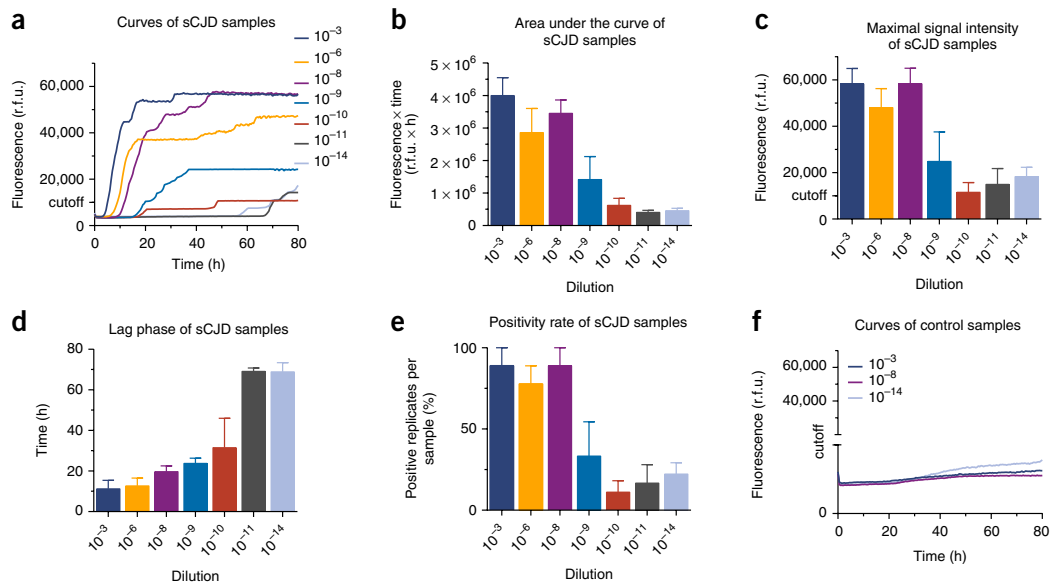 a
Curves of sCJD samples
Fluorescence (r.f.u.)
60,000
40,000
20,000
cutoff
0
0 20 40 60 80
Time (h)
10⁻³
10⁻⁶
10⁻⁸
10⁻⁹
10⁻¹⁰
10⁻¹¹
10⁻¹⁴
b
Area under the curve of
sCJD samples
Fluorescence × time
(r.f.u. × h)
5 × 10⁶
4 × 10⁶
3 × 10⁶
2 × 10⁶
1 × 10⁶
0
10⁻³ 10⁻⁶ 10⁻⁸ 10⁻⁹ 10⁻¹⁰ 10⁻¹¹ 10⁻¹⁴
Dilution
c
Maximal signal intensity
of sCJD samples
Fluorescence (r.f.u.)
60,000
40,000
20,000
cutoff
0
10⁻³ 10⁻⁶ 10⁻⁸ 10⁻⁹ 10⁻¹⁰ 10⁻¹¹ 10⁻¹⁴
Dilution
d
Lag phase of sCJD samples
Time (h)
80
60
40
20
0
10⁻³ 10⁻⁶ 10⁻⁸ 10⁻⁹ 10⁻¹⁰ 10⁻¹¹ 10⁻¹⁴
Dilution
e
Positivity rate of sCJD samples
Positive replicates per
sample (%)
100
50
0
10⁻³ 10⁻⁶ 10⁻⁸ 10⁻⁹ 10⁻¹⁰ 10⁻¹¹ 10⁻¹⁴
Dilution
f
Curves of control samples
Fluorescence (r.f.u.)
60,000
40,000
cutoff
0
10⁻³
10⁻⁸
10⁻¹⁴
0 20 40 60 80
Time (h)